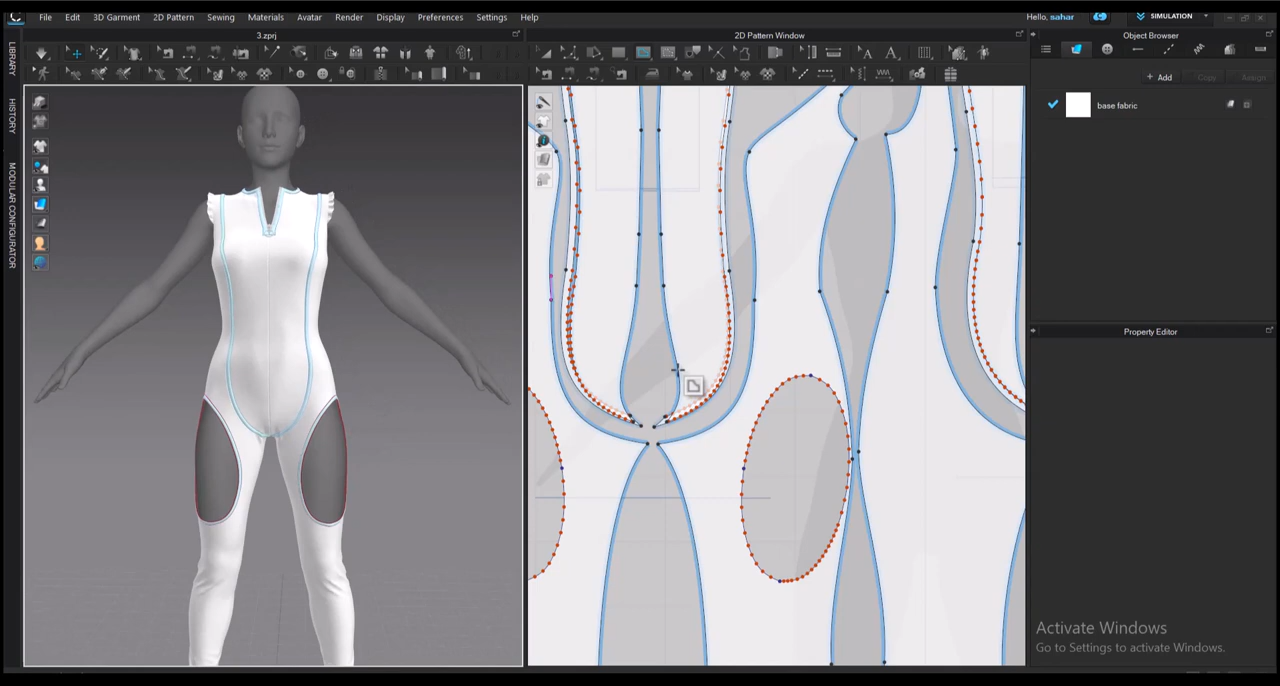 File Edit 3D Garment 2D Pattern Sewing Materials Avatar Render Display Preferences Settings Help
Hello, sahar
SIMULATION
3.zprj
2D Pattern Window
Object Browser
LIBRARY
HISTORY
MODULAR CONFIGURATOR
+ Add Copy Assign
base fabric
Property Editor
Activate Windows
Go to Settings to activate Windows.